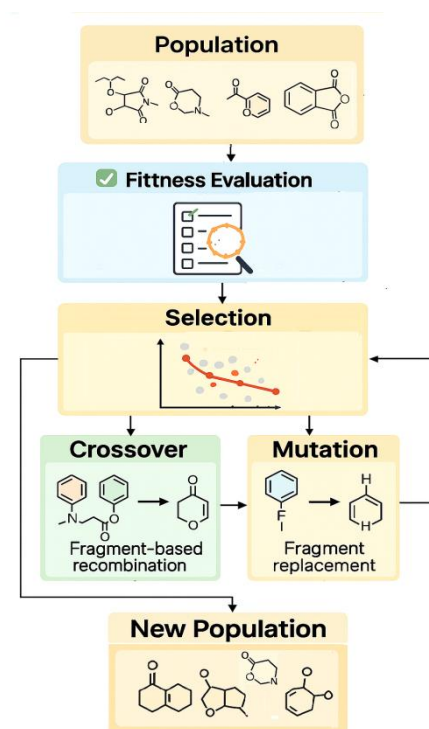 Population
O O O N O O
O O N
O O
O O O
Fittness Evaluation
Selection
Crossover
N O O
O O
Fragment-based
recombination
Mutation
F
I
H
H
Fragment
replacement
New Population
O
O O
O O N
O O